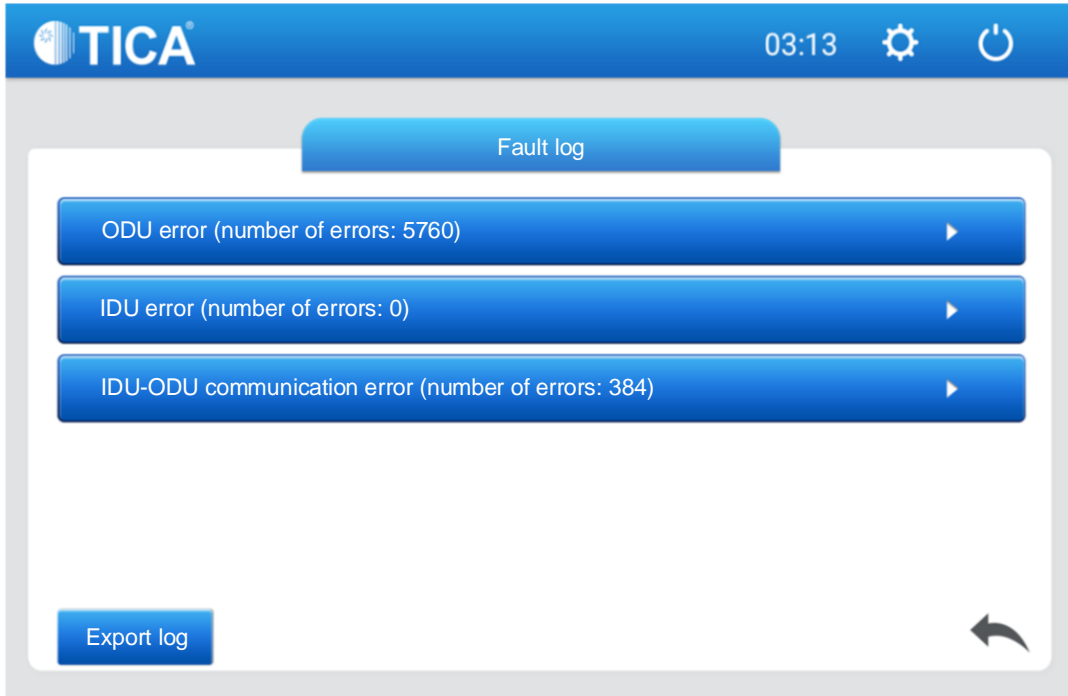 TICA®
03:13
Fault log
ODU error (number of errors: 5760)
IDU error (number of errors: 0)
IDU-ODU communication error (number of errors: 384)
Export log